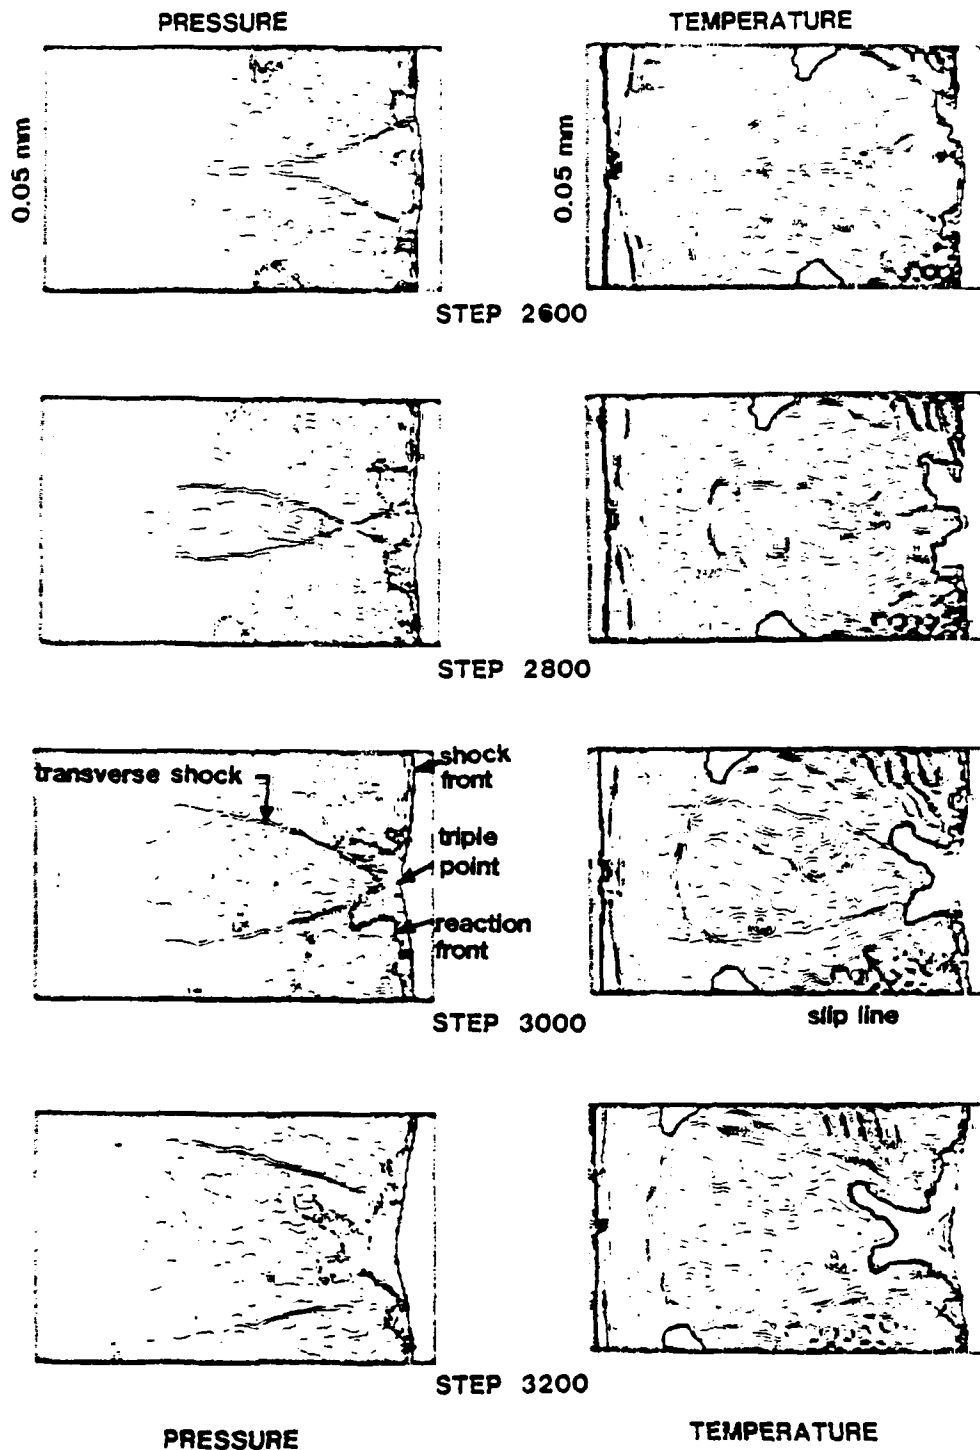 PRESSURE
TEMPERATURE
0.05 mm
0.05 mm
STEP 2600
STEP 2800
transverse shock
shock
front
triple
point
reaction
front
slip line
STEP 3000
STEP 3200
PRESSURE
TEMPERATURE